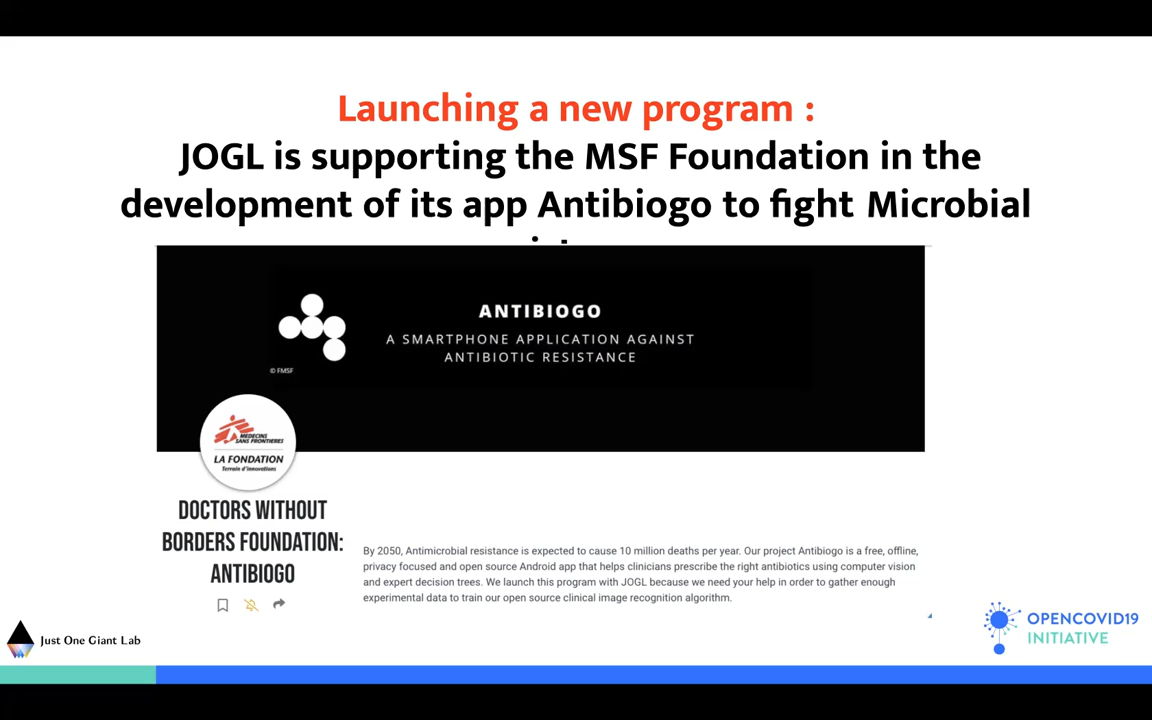 Launching a new program :
JOGL is supporting the MSF Foundation in the
development of its app Antibiogo to fight Microbial
ANTIBIOGO
A SMARTPHONE APPLICATION AGAINST
ANTIBIOTIC RESISTANCE
© FMSF
MEDECINS
SANS FRONTIERES
LA FONDATION
Terrain d'innovations
DOCTORS WITHOUT
BORDERS FOUNDATION:
ANTIBIOGO
By 2050, Antimicrobial resistance is expected to cause 10 million deaths per year. Our project Antibiogo is a free, offline,
privacy focused and open source Android app that helps clinicians prescribe the right antibiotics using computer vision
and expert decision trees. We launch this program with JOGL because we need your help in order to gather enough
experimental data to train our open source clinical image recognition algorithm.
Just One Giant Lab
OPENCOVID19
INITIATIVE